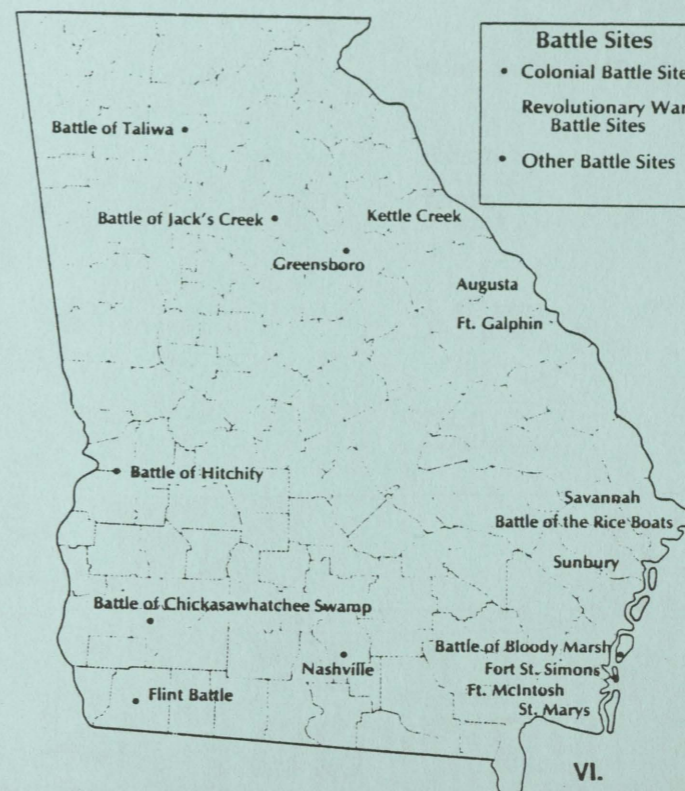 Battle Sites
• Colonial Battle Site
Revolutionary War
Battle Sites
• Other Battle Sites
Battle of Taliwa •
Battle of Jack's Creek •
Kettle Creek
Greensboro
Augusta
Ft. Galphin
• Battle of Hitchify
Savannah
Battle of the Rice Boats
Sunbury
Battle of Chickasawhatchee Swamp
Battle of Bloody Marsh
Nashville
Fort St. Simons
Ft. McIntosh
• Flint Battle
St. Marys
VI.